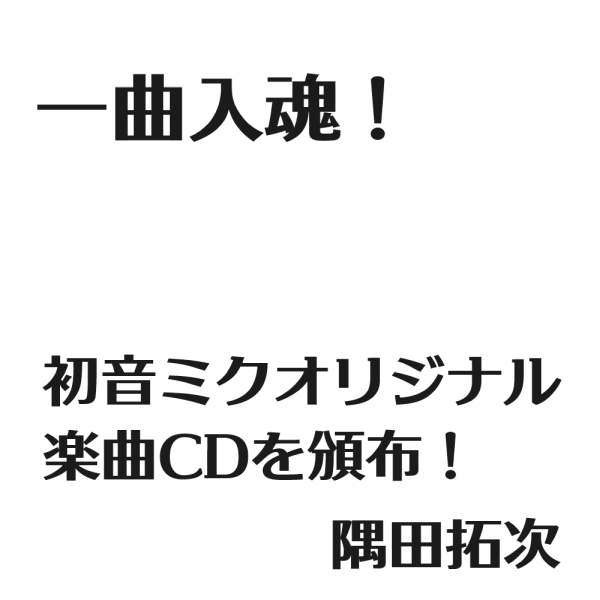 一曲入魂！
初音ミクオリジナル
楽曲CDを頒布！
隅田拓次